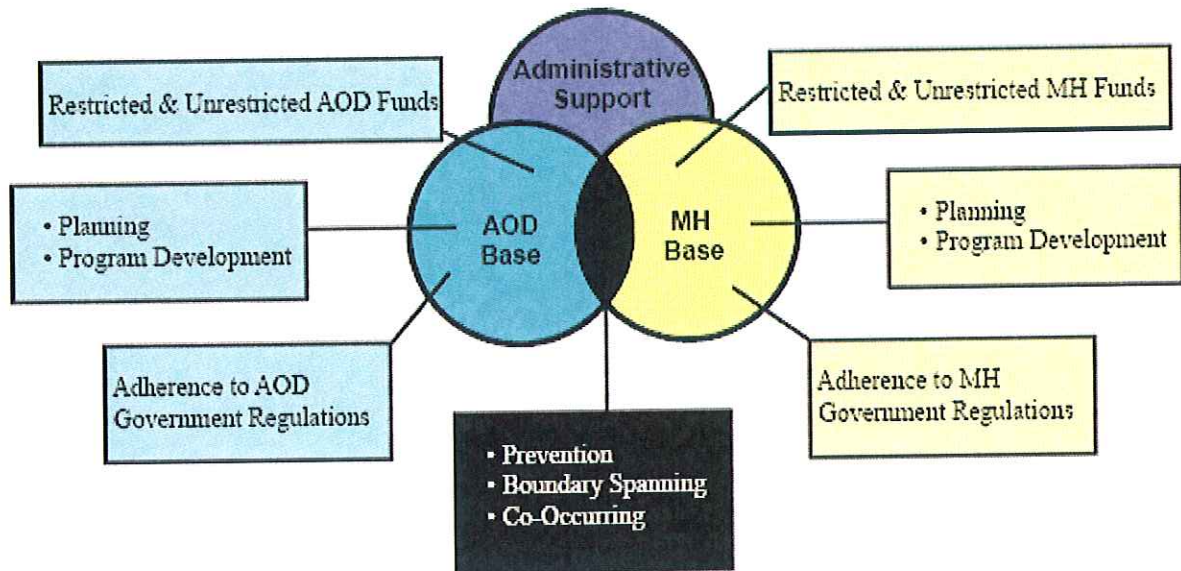 Administrative
Support
Restricted & Unrestricted AOD Funds
Restricted & Unrestricted MH Funds
• Planning
• Program Development
AOD
Base
MH
Base
• Planning
• Program Development
Adherence to AOD
Government Regulations
Adherence to MH
Government Regulations
• Prevention
• Boundary Spanning
• Co-Occurring